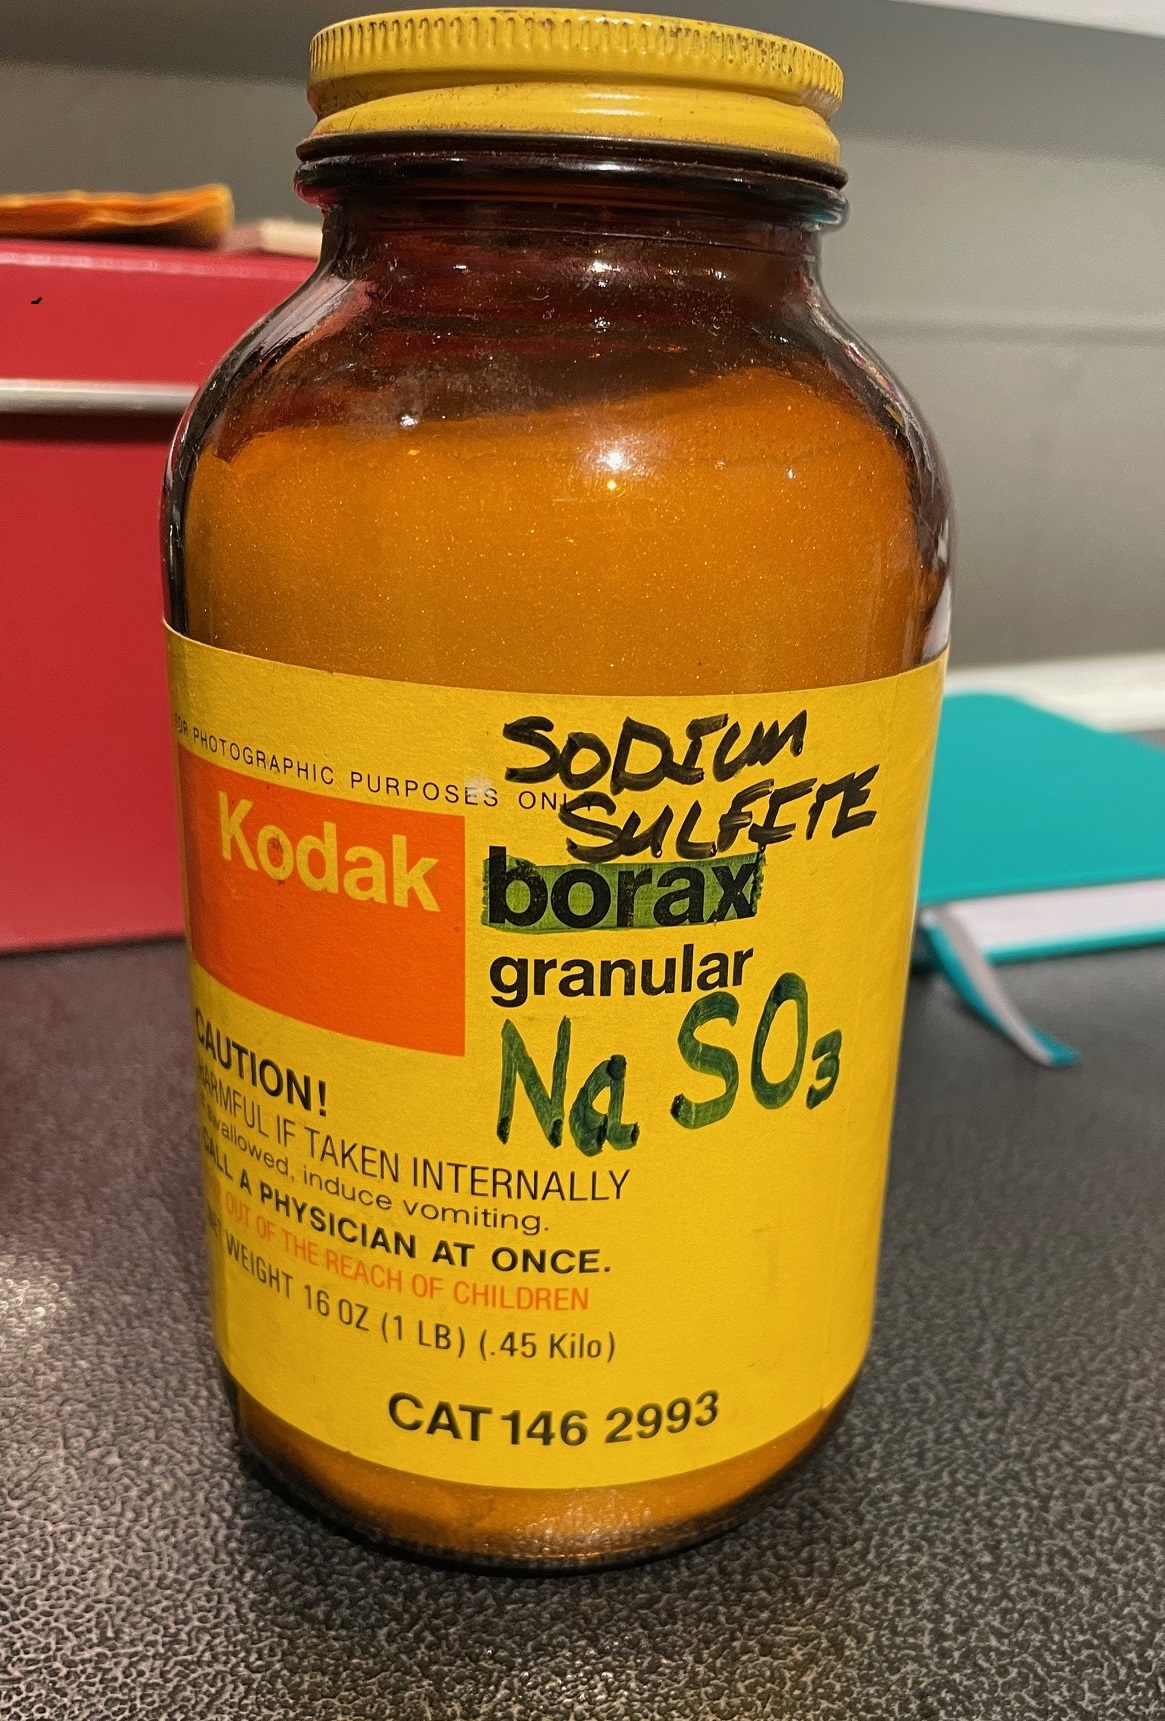 FOR PHOTOGRAPHIC PURPOSES ONLY
Kodak
SODIUM
SULFITE
borax
granular
Na SO3
CAUTION!
HARMFUL IF TAKEN INTERNALLY
swallowed, induce vomiting.
CALL A PHYSICIAN AT ONCE.
OUT OF THE REACH OF CHILDREN
NET WEIGHT 16 OZ (1 LB) (.45 Kilo)
CAT 146 2993